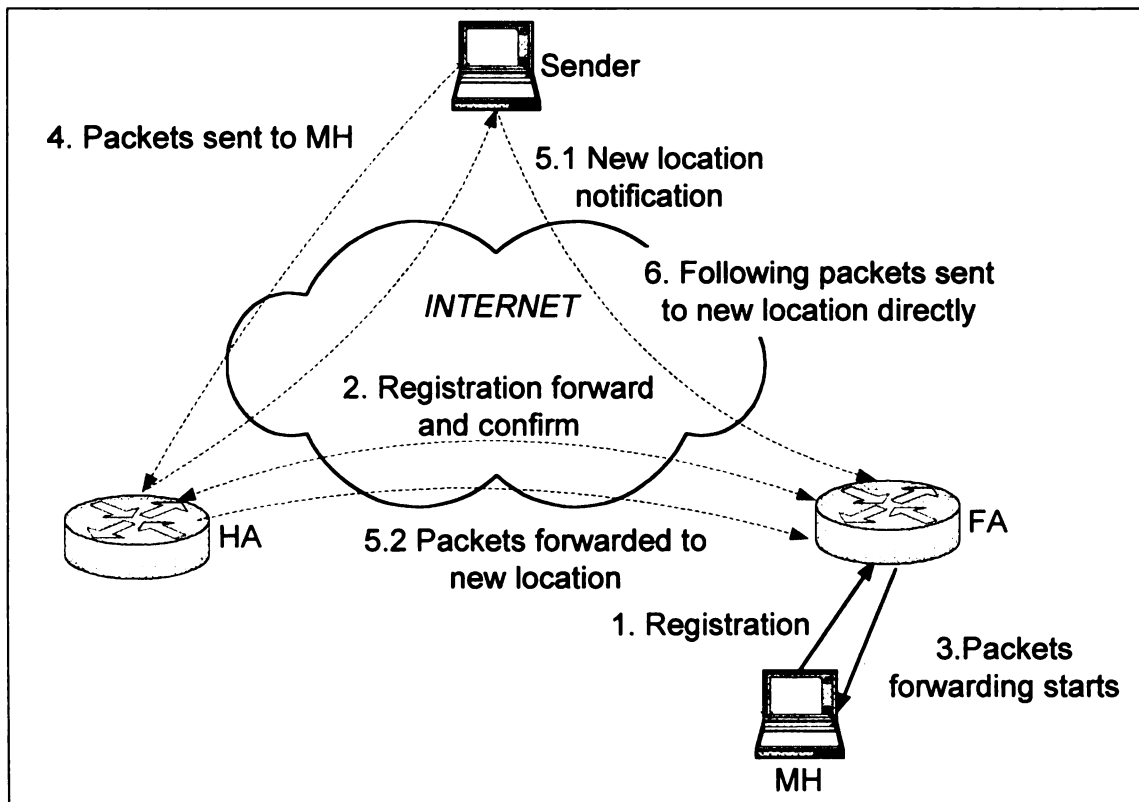 Sender
4. Packets sent to MH
5.1 New location
notification
6. Following packets sent
to new location directly
INTERNET
2. Registration forward
and confirm
HA
FA
5.2 Packets forwarded to
new location
1. Registration
3.Packets
forwarding starts
MH